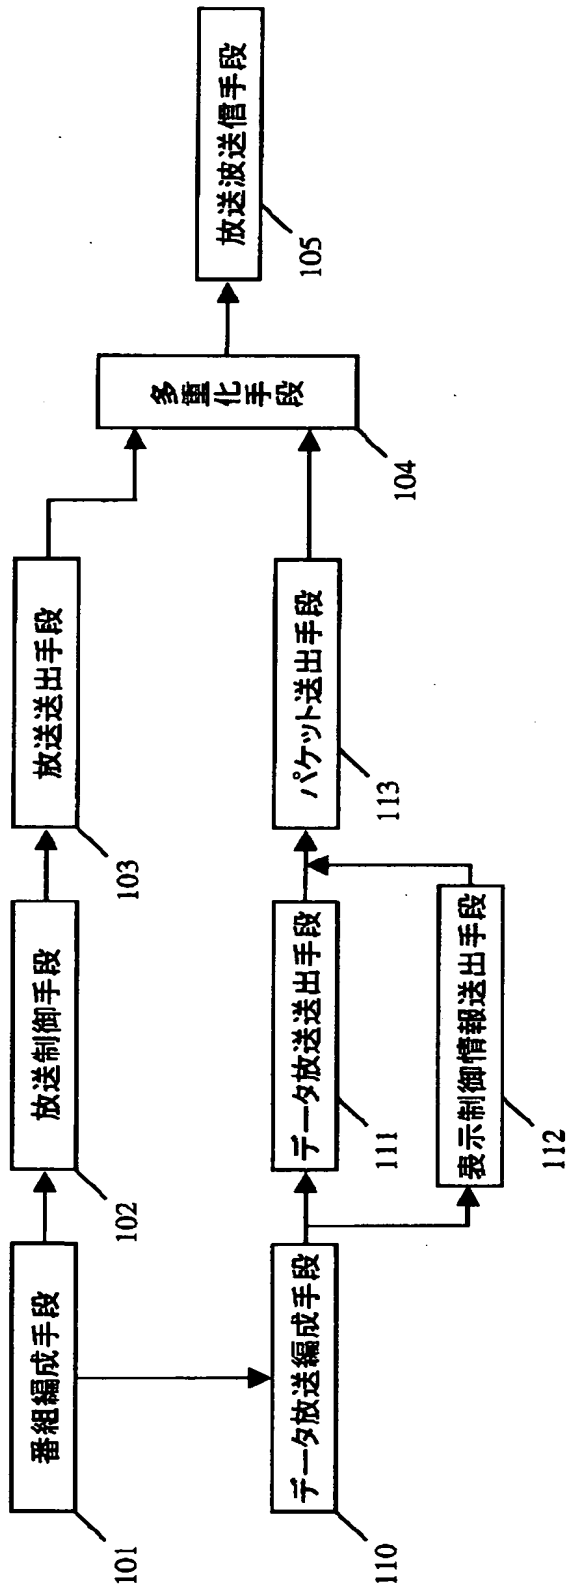 番組編成手段
101
放送制御手段
102
放送送出手段
103
多重化手段
104
放送波送信手段
105
データ放送編成手段
110
データ放送送出手段
111
表示制御情報送出手段
112
パケット送出手段
113